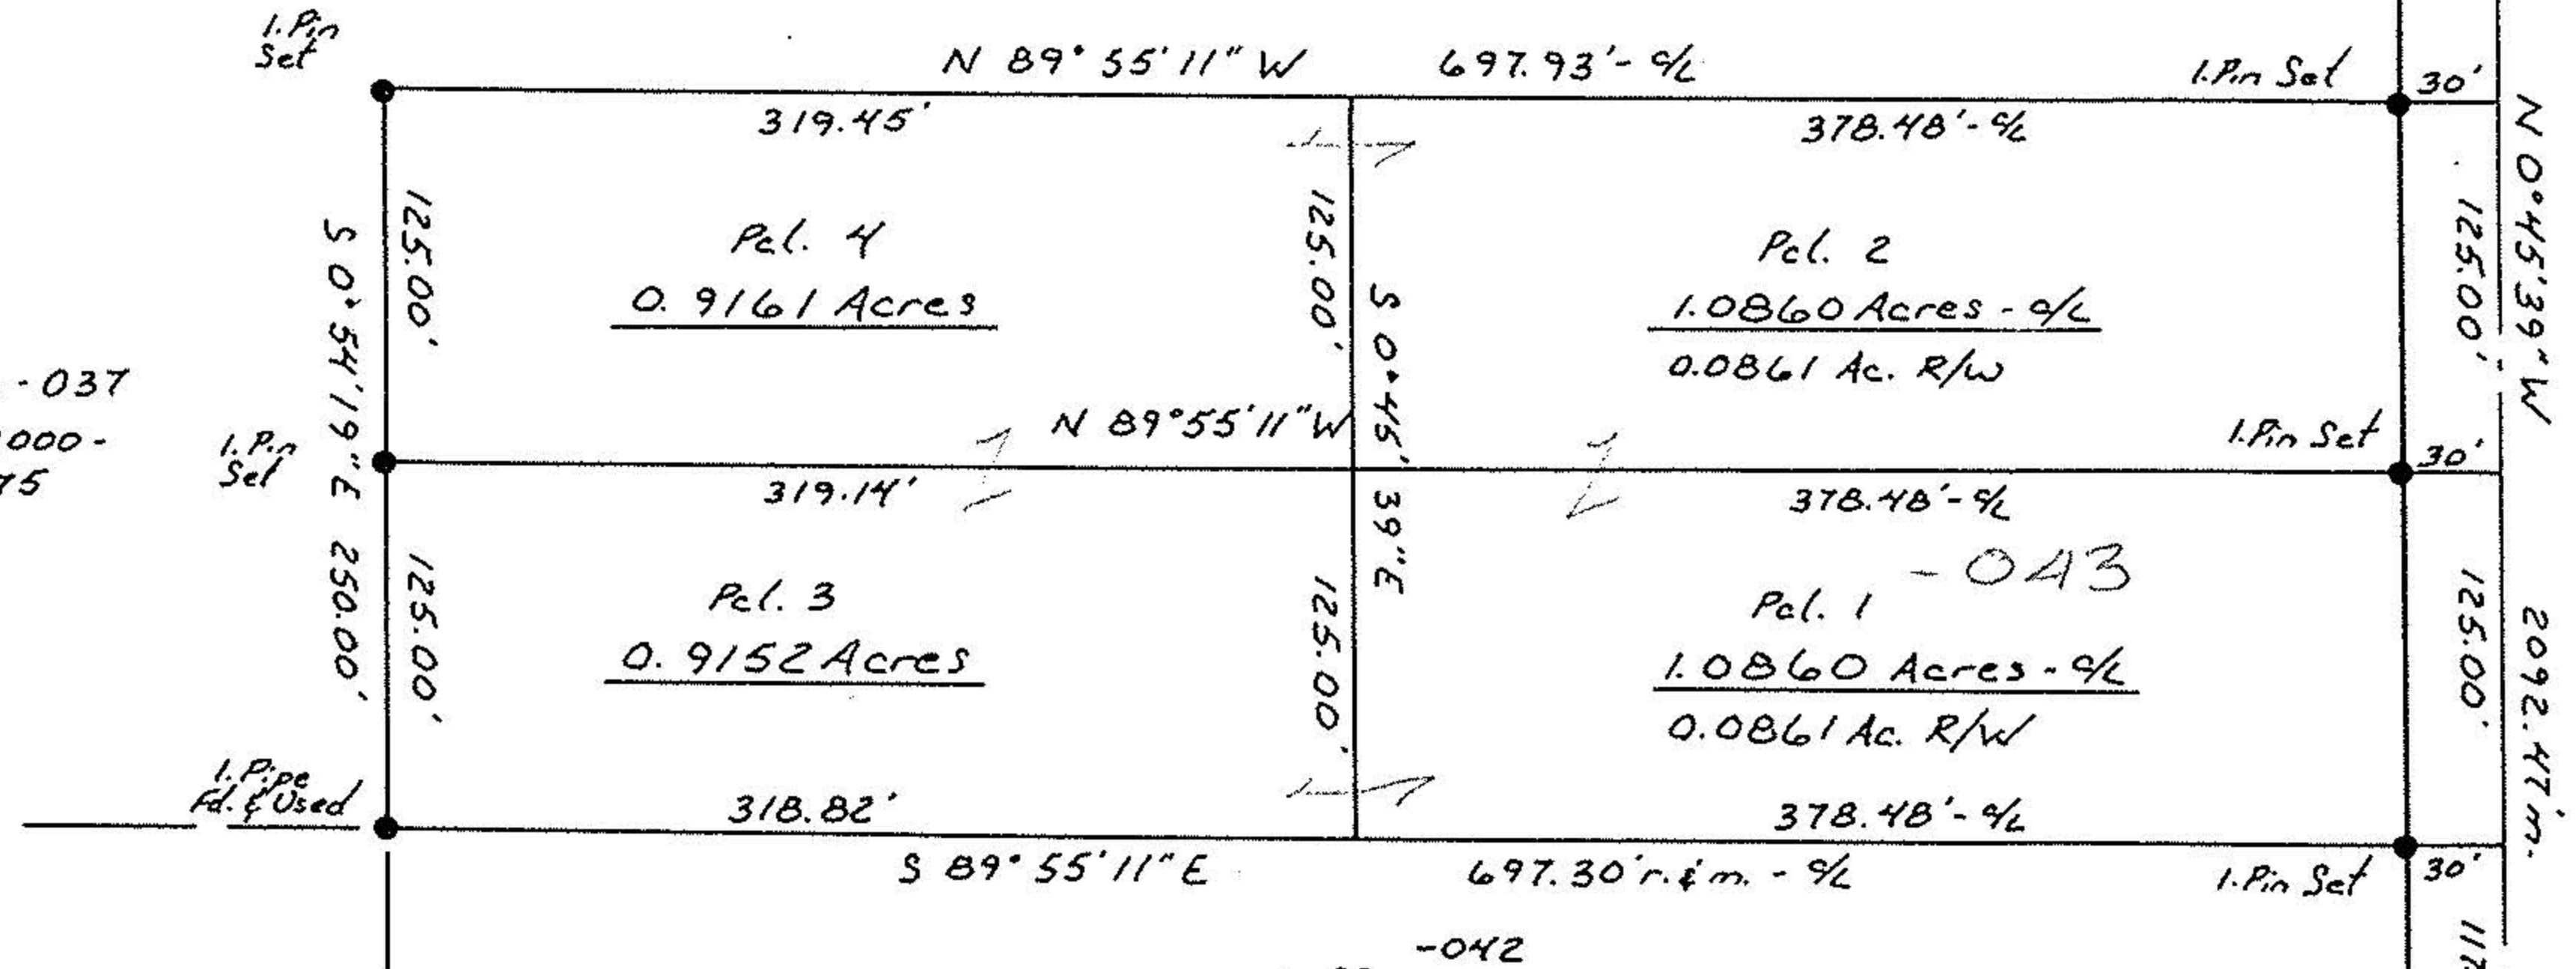 I. Pin
Set
N 89° 55' 11" W 697.93' - C/L
I. Pin Set
30'
319.45'
378.48' - C/L
N 0° 45' 39" W
125.00'
S 0° 54' 19" E 250.00'
125.00'
125.00'
Pcl. 4
0.9161 Acres
S 0° 45' 39" E
Pcl. 2
1.0860 Acres - C/L
0.0861 Ac. R/W
- 037
000 -
75
I. Pin
Set
N 89° 55' 11" W
I. Pin Set
30'
319.14'
378.48' - C/L
- 043
125.00'
Pcl. 3
0.9152 Acres
125.00'
Pcl. 1
1.0860 Acres - C/L
0.0861 Ac. R/W
125.00'
2092.47' m.
I. Pipe
Fd. & Used
318.82'
378.48' - C/L
S 89° 55' 11" E 697.30' r. & m. - C/L
I. Pin Set
30'
117.
-042